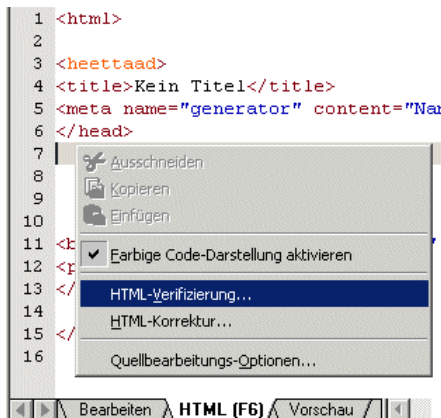 1 <html>
2
3 <heettaad>
4 <title>Kein Titel</title>
5 <meta name="generator" content="Nar
6 </head>
7
8
9
10
11 <b "
12 <p
13 </
14
15 </
16
Ausschneiden
Kopieren
Einfügen
Farbige Code-Darstellung aktivieren
HTML-Verifizierung...
HTML-Korrektur...
Quellbearbeitungs-Optionen...
Bearbeiten HTML (F6) Vorschau